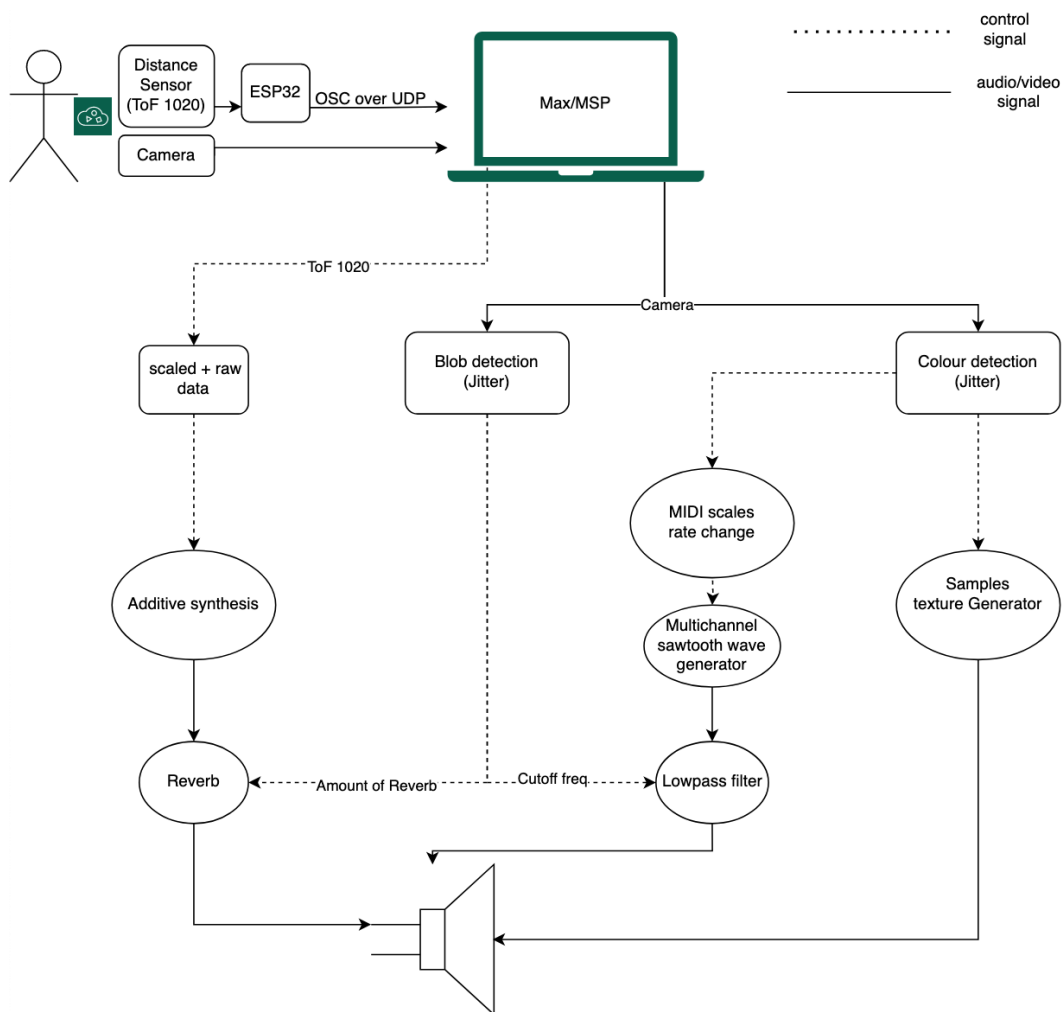 control
signal
audio/video
signal
Distance
Sensor
(ToF 1020)
ESP32
OSC over UDP
Max/MSP
Camera
ToF 1020
Camera
scaled + raw
data
Blob detection
(Jitter)
Colour detection
(Jitter)
MIDI scales
rate change
Additive synthesis
Samples
texture Generator
Multichannel
sawtooth wave
generator
Reverb
Amount of Reverb
Cutoff freq.
Lowpass filter